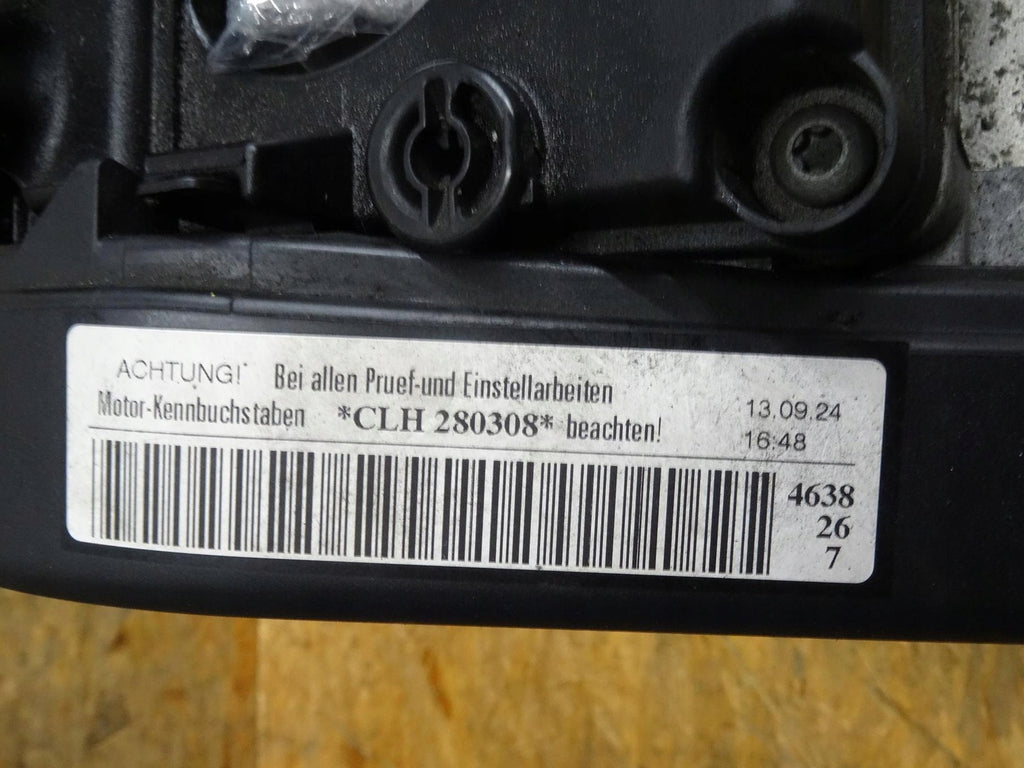 ACHTUNG! Bei allen Pruef-und Einstellarbeiten
Motor-Kennbuchstaben *CLH 280308* beachten!
13.09.24
16:48
4638
26
7